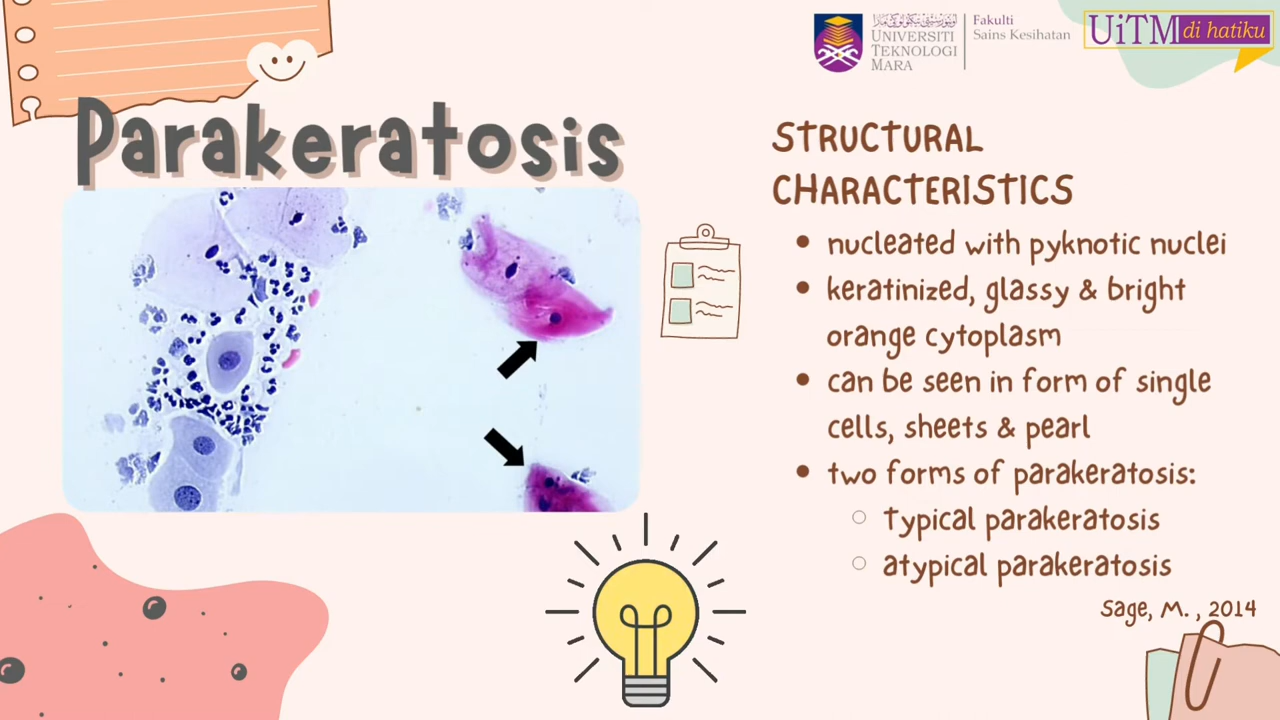 UNIVERSITI
TEKNOLOGI
MARA
Fakulti
Sains Kesihatan
UiTM di hatiku
Parakeratosis
STRUCTURAL
CHARACTERISTICS
nucleated with pyknotic nuclei
keratinized, glassy & bright
orange cytoplasm
can be seen in form of single
cells, sheets & pearl
two forms of parakeratosis:
Typical parakeratosis
atypical parakeratosis
Sage, M. , 2014